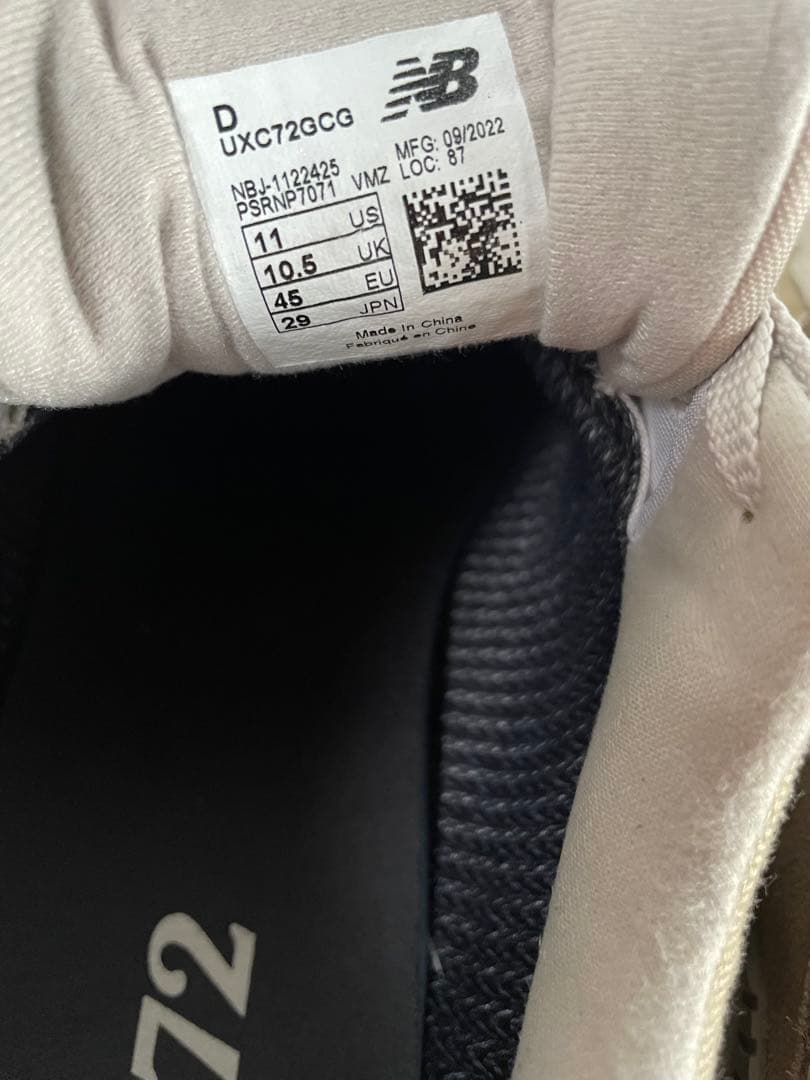 D
UXC72GCG
NB
MFG: 09/2022
LOC: 87
NBJ-1122425
PSRNP7071 VMZ
11 US
10.5 UK
45 EU
29 JPN
Made In China
Fabriqué en Chine
72